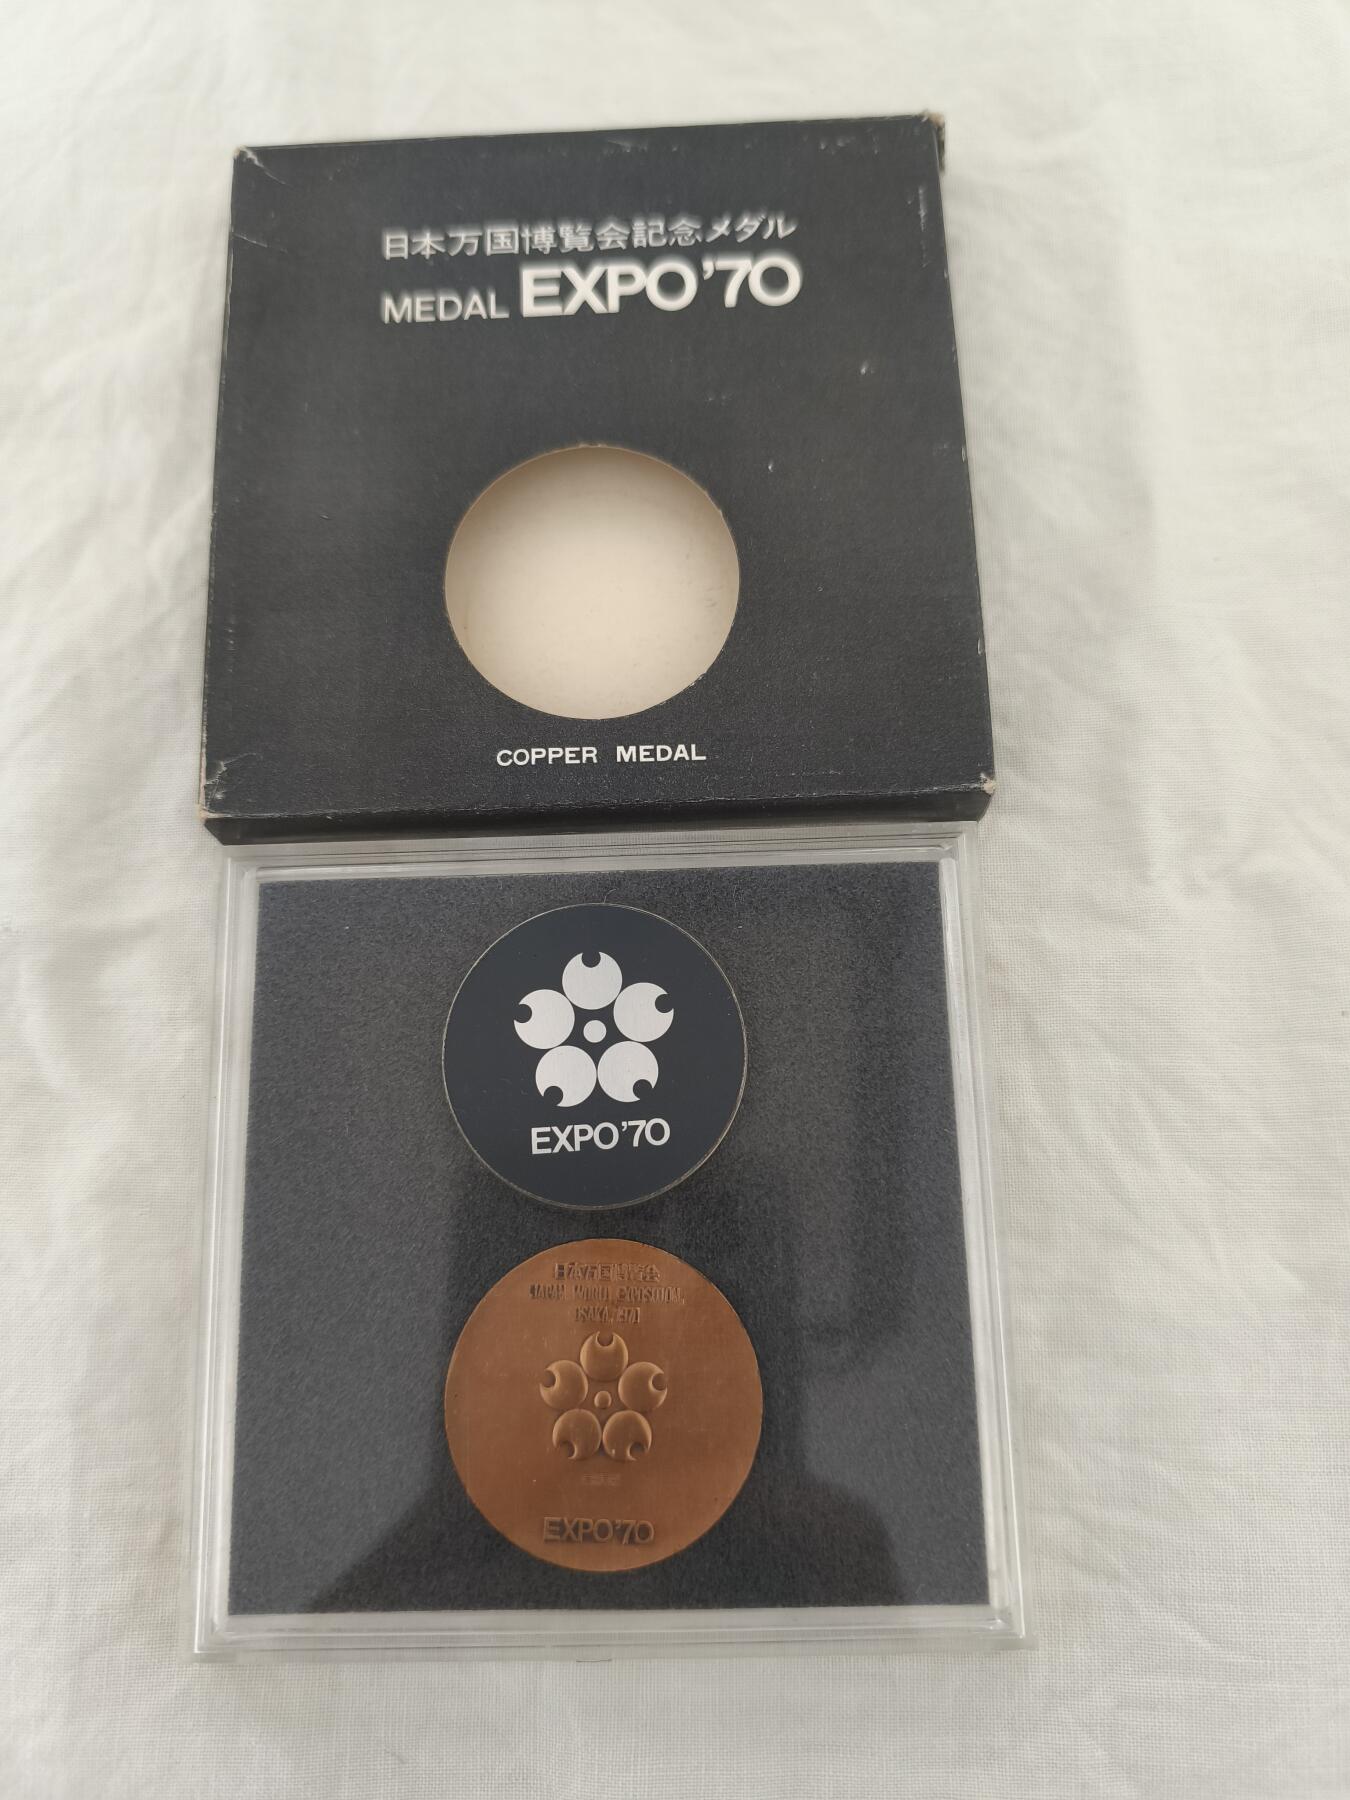 日本万国博覧会記念メダル
MEDAL EXPO'70
COPPER MEDAL
EXPO'70
日本万国博覧会
JAPAN WORLD EXPOSITION,
OSAKA, 1970
EXPO'70